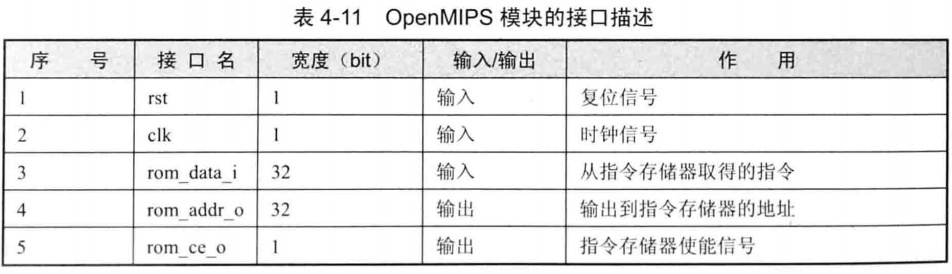 表 4-11 OpenMIPS 模块的接口描述
序 号 接 口 名 宽度（bit） 输入/输出 作 用
1 rst 1 输入 复位信号
2 clk 1 输入 时钟信号
3 rom_data_i 32 输入 从指令存储器取得的指令
4 rom_addr_o 32 输出 输出到指令存储器的地址
5 rom_ce_o 1 输出 指令存储器使能信号